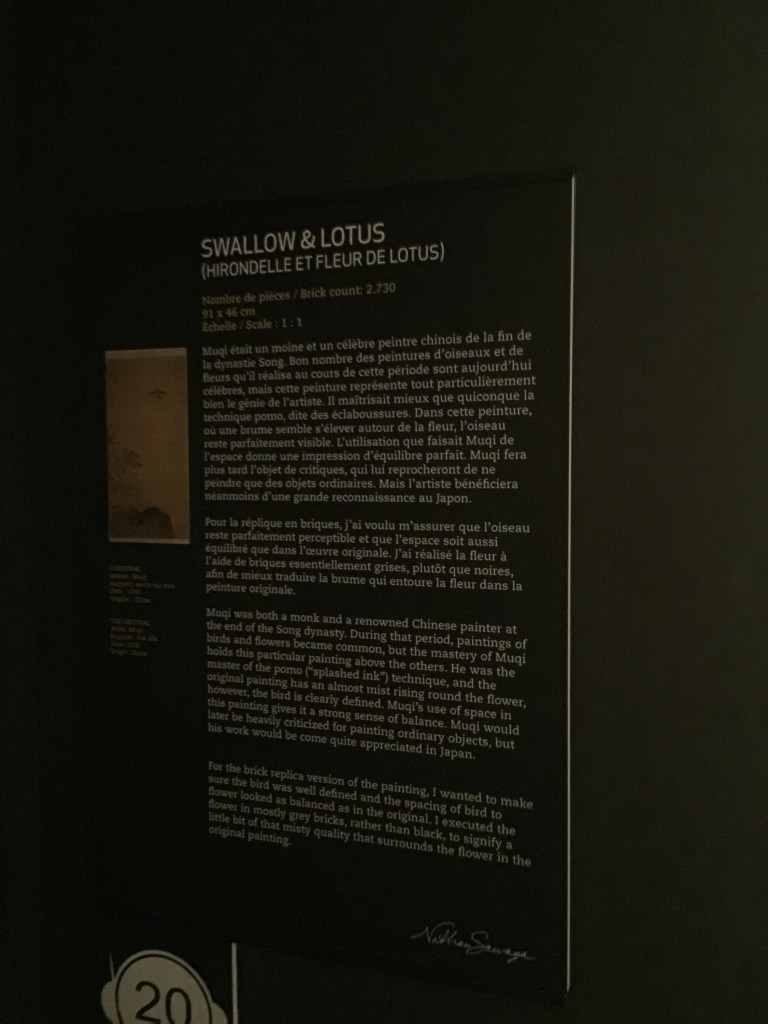 SWALLOW & LOTUS
(HIRONDELLE ET FLEUR DE LOTUS)
Nombre de pièces / Brick count: 2.730
91 x 46 cm
Échelle / Scale : 1 : 1
Muqi était un moine et un célèbre peintre chinois de la fin de
la dynastie Song. Bon nombre des peintures d'oiseaux et de
fleurs qu'il réalisa au cours de cette période sont aujourd'hui
célèbres, mais cette peinture représente tout particulièrement
bien le génie de l'artiste. Il maîtrisait mieux que quiconque la
technique pomo, dite des éclaboussures. Dans cette peinture,
où une brume semble s'élever autour de la fleur, l'oiseau
reste parfaitement visible. L'utilisation que faisait Muqi de
l'espace donne une impression d'équilibre parfait. Muqi fera
plus tard l'objet de critiques, qui lui reprocheront de ne
peindre que des objets ordinaires. Mais l'artiste bénéficiera
néanmoins d'une grande reconnaissance au Japon.
Pour la réplique en briques, j'ai voulu m'assurer que l'oiseau
reste parfaitement perceptible et que l'espace soit aussi
équilibré que dans l'œuvre originale. J'ai réalisé la fleur à
l'aide de briques essentiellement grises, plutôt que noires,
afin de mieux traduire la brume qui entoure la fleur dans la
peinture originale.
Muqi was both a monk and a renowned Chinese painter at
the end of the Song dynasty. During that period, paintings of
birds and flowers became common, but the mastery of Muqi
holds this particular painting above the others. He was the
master of the pomo ("splashed ink") technique, and the
original painting has an almost mist rising round the flower,
however, the bird is clearly defined. Muqi's use of space in
this painting gives it a strong sense of balance. Muqi would
later be heavily criticized for painting ordinary objects, but
his work would be come quite appreciated in Japan.
For the brick replica version of the painting, I wanted to make
sure the bird was well defined and the spacing of bird to
flower looked as balanced as in the original. I executed the
flower in mostly grey bricks, rather than black, to signify a
little bit of that misty quality that surrounds the flower in the
original painting.
Nathan Sawaya
20